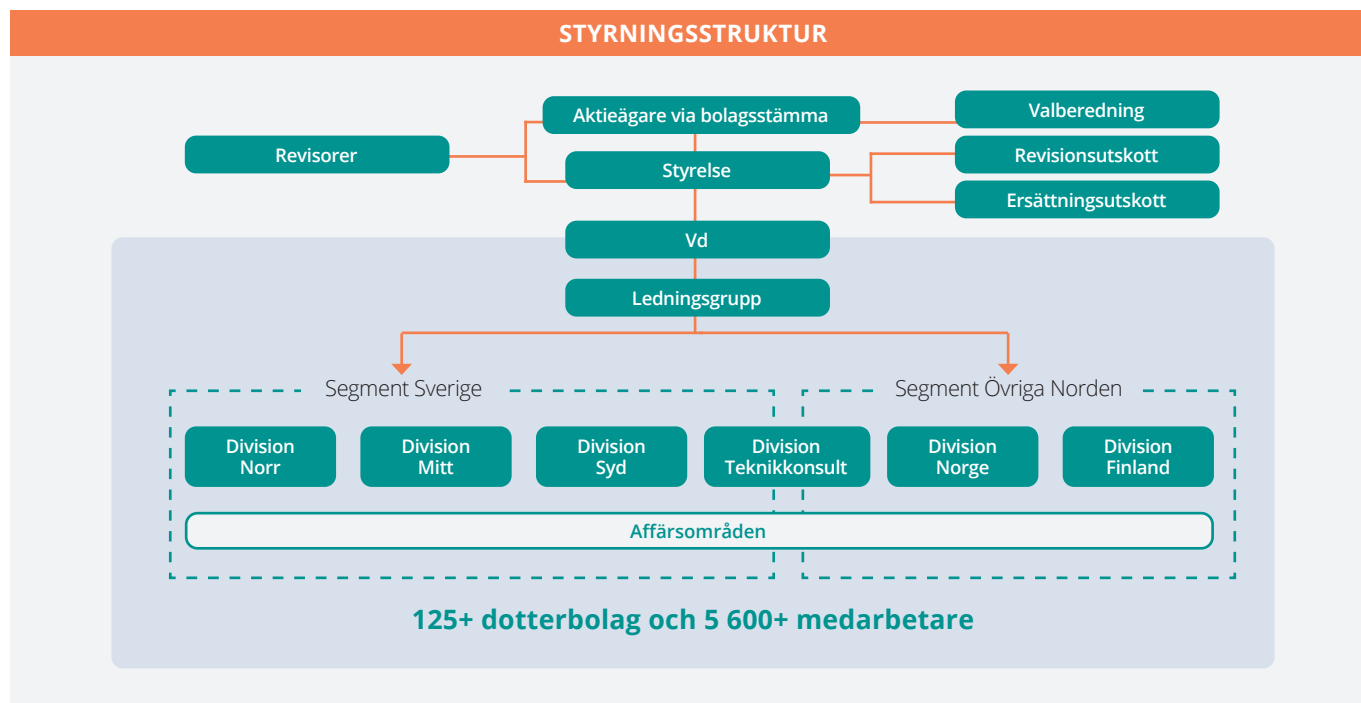 STYRNINGSSTRUKTUR
Aktieägare via bolagsstämma
Valberedning
Revisorer
Styrelse
Revisionsutskott
Ersättningsutskott
Vd
Ledningsgrupp
Segment Sverige
Segment Övriga Norden
Division
Norr
Division
Mitt
Division
Syd
Division
Teknikkonsult
Division
Norge
Division
Finland
Affärsområden
125+ dotterbolag och 5 600+ medarbetare